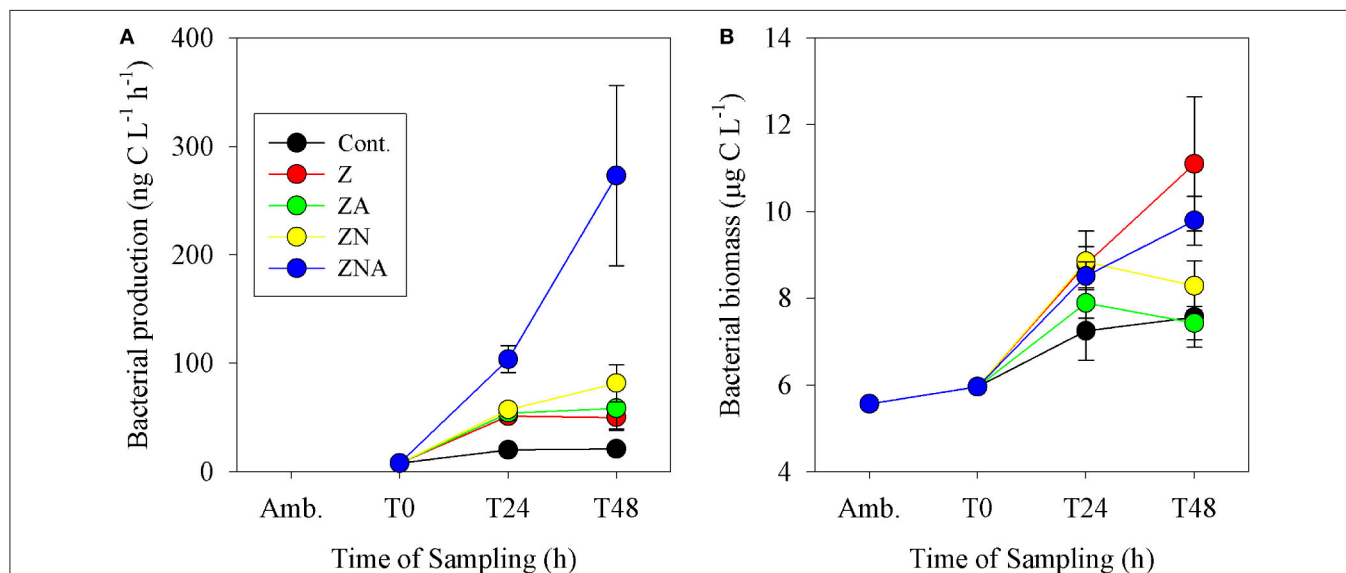 A
Bacterial production (ng C L⁻¹ h⁻¹)
400
300
200
100
0
Cont.
Z
ZA
ZN
ZNA
Amb. T0 T24 T48
Time of Sampling (h)
B
Bacterial biomass (µg C L⁻¹)
14
12
10
8
6
4
Amb. T0 T24 T48
Time of Sampling (h)